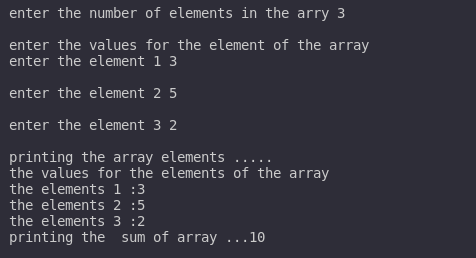 enter the number of elements in the arry 3
enter the values for the element of the array
enter the element 1 3
enter the element 2 5
enter the element 3 2
printing the array elements .....
the values for the elements of the array
the elements 1 :3
the elements 2 :5
the elements 3 :2
printing the  sum of array ...10